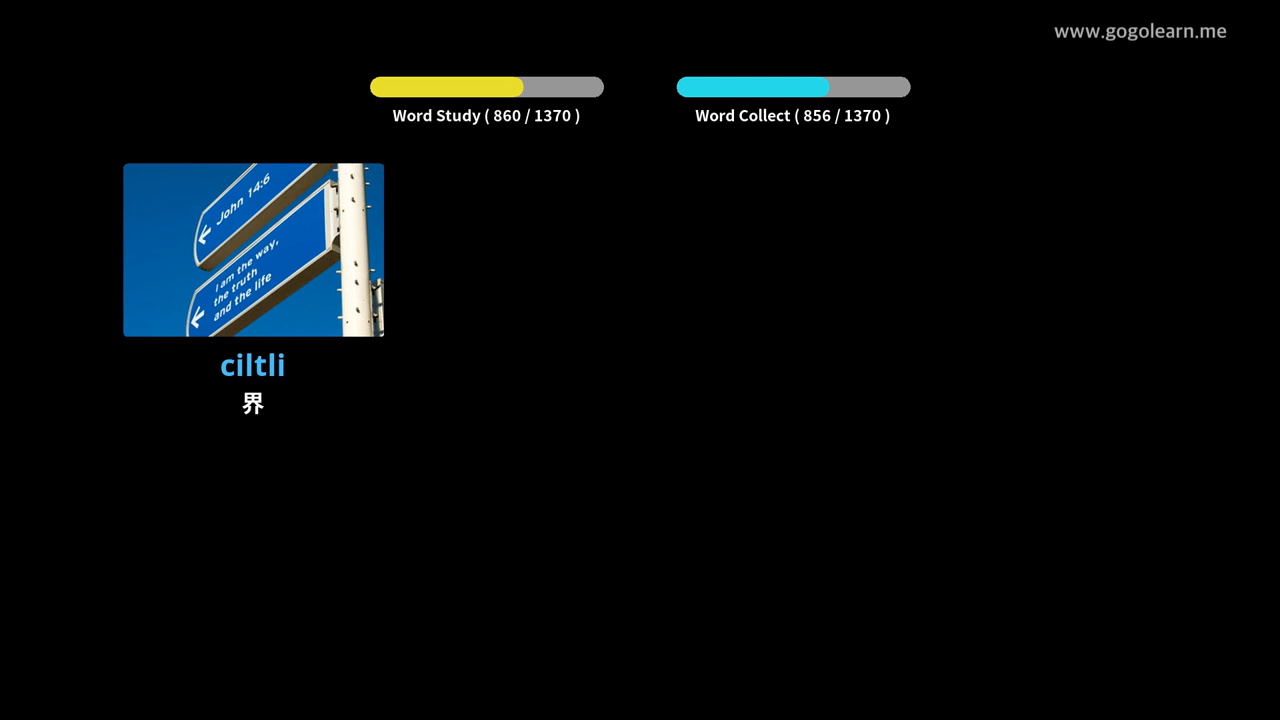 www.gogolearn.me
Word Study ( 860 / 1370 )
Word Collect ( 856 / 1370 )
John 14:6
I am the way,
the truth
and the life
ciltli
界